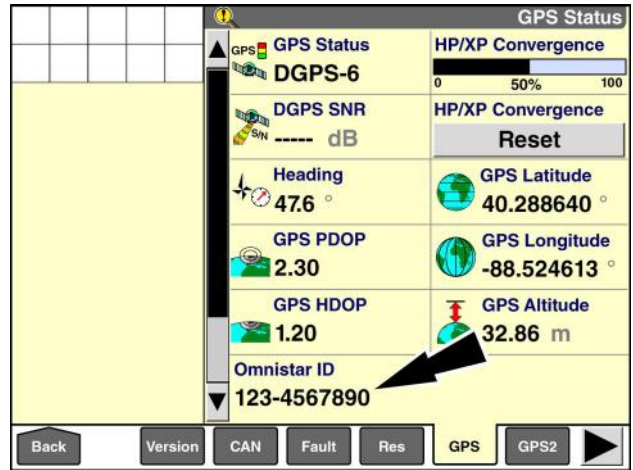 GPS Status
GPS GPS Status
DGPS-6
HP/XP Convergence
0 50% 100
S/N DGPS SNR
----- dB
HP/XP Convergence
Reset
Heading
47.6 °
GPS Latitude
40.288640 °
GPS PDOP
2.30
GPS Longitude
-88.524613 °
GPS HDOP
1.20
GPS Altitude
32.86 m
Omnistar ID
123-4567890
Back Version CAN Fault Res GPS GPS2